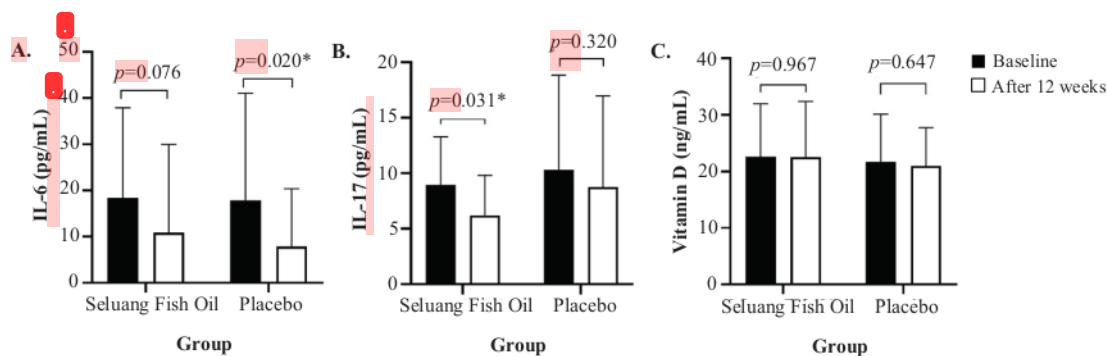 A.
50
40
30
20
10
0
IL-6 (pg/mL)
p=0.076
p=0.020*
Seluang Fish Oil
Placebo
Group
B.
20
15
10
5
0
IL-17 (pg/mL)
p=0.031*
p=0.320
Seluang Fish Oil
Placebo
Group
C.
40
30
20
10
0
Vitamin D (ng/mL)
p=0.967
p=0.647
Seluang Fish Oil
Placebo
Group
Baseline
After 12 weeks